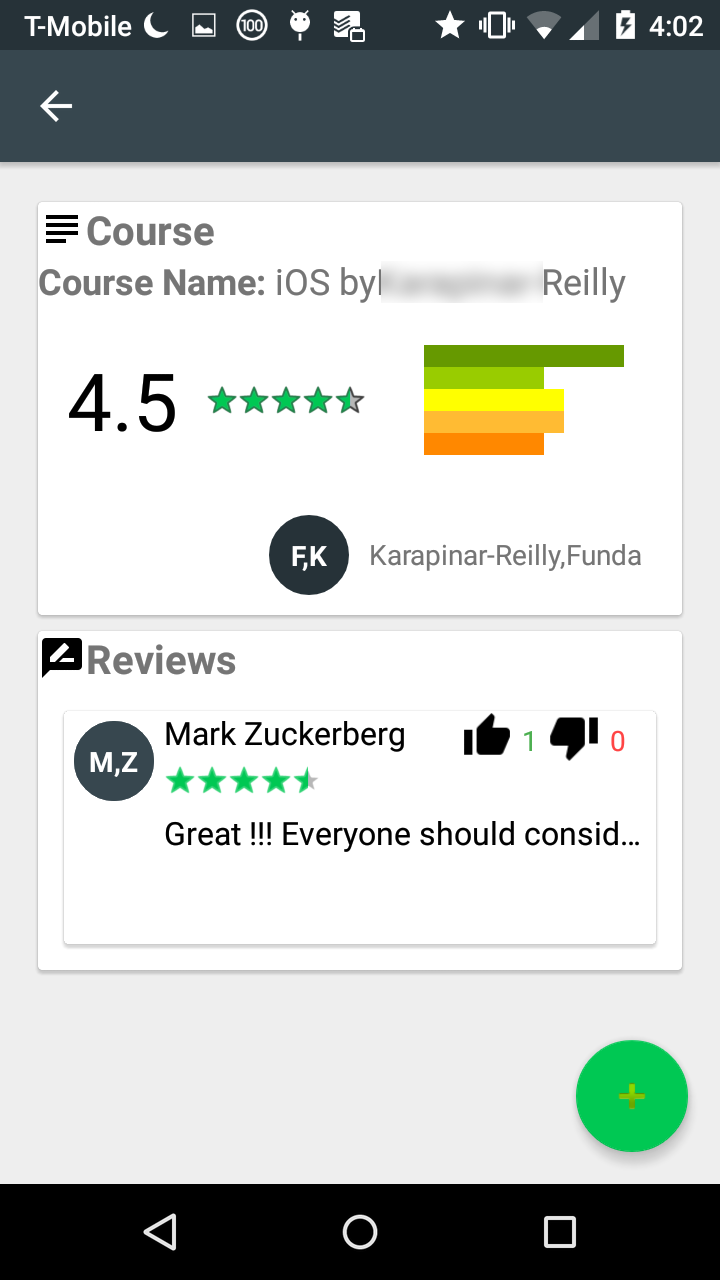 T-Mobile 100 4:02
Course
Course Name: iOS by Reilly
4.5
F,K Karapinar-Reilly,Funda
Reviews
M,Z Mark Zuckerberg 1 0
Great !!! Everyone should consid...
+